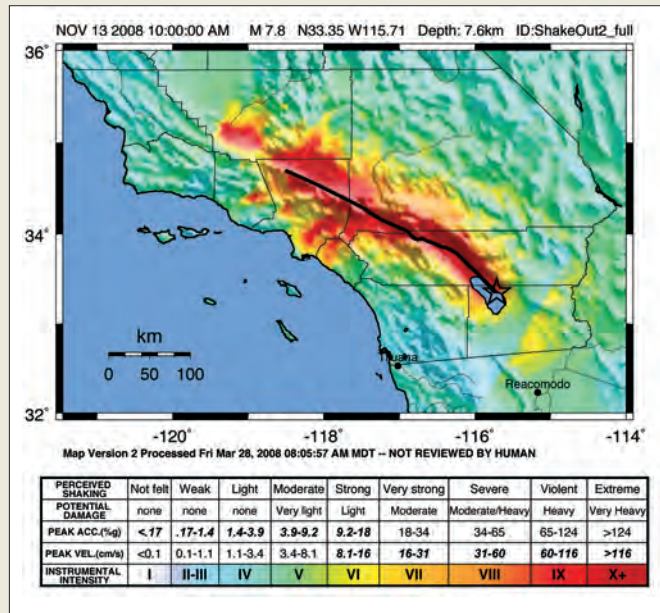 NOV 13 2008 10:00:00 AM M 7.8 N33.35 W115.71 Depth: 7.6km ID:ShakeOut2_full
36°
34°
km
0 50 100
Tijuana
Reacomodo
32°
-120° -118° -116° -114°
Map Version 2 Processed Fri Mar 28, 2008 08:05:57 AM MDT -- NOT REVIEWED BY HUMAN
PERCEIVED SHAKING Not felt Weak Light Moderate Strong Very strong Severe Violent Extreme
POTENTIAL DAMAGE none none none Very light Light Moderate Moderate/Heavy Heavy Very Heavy
PEAK ACC.(%g) <.17 .17-1.4 1.4-3.9 3.9-9.2 9.2-18 18-34 34-65 65-124 >124
PEAK VEL.(cm/s) <0.1 0.1-1.1 1.1-3.4 3.4-8.1 8.1-16 16-31 31-60 60-116 >116
INSTRUMENTAL INTENSITY I II-III IV V VI VII VIII IX X+